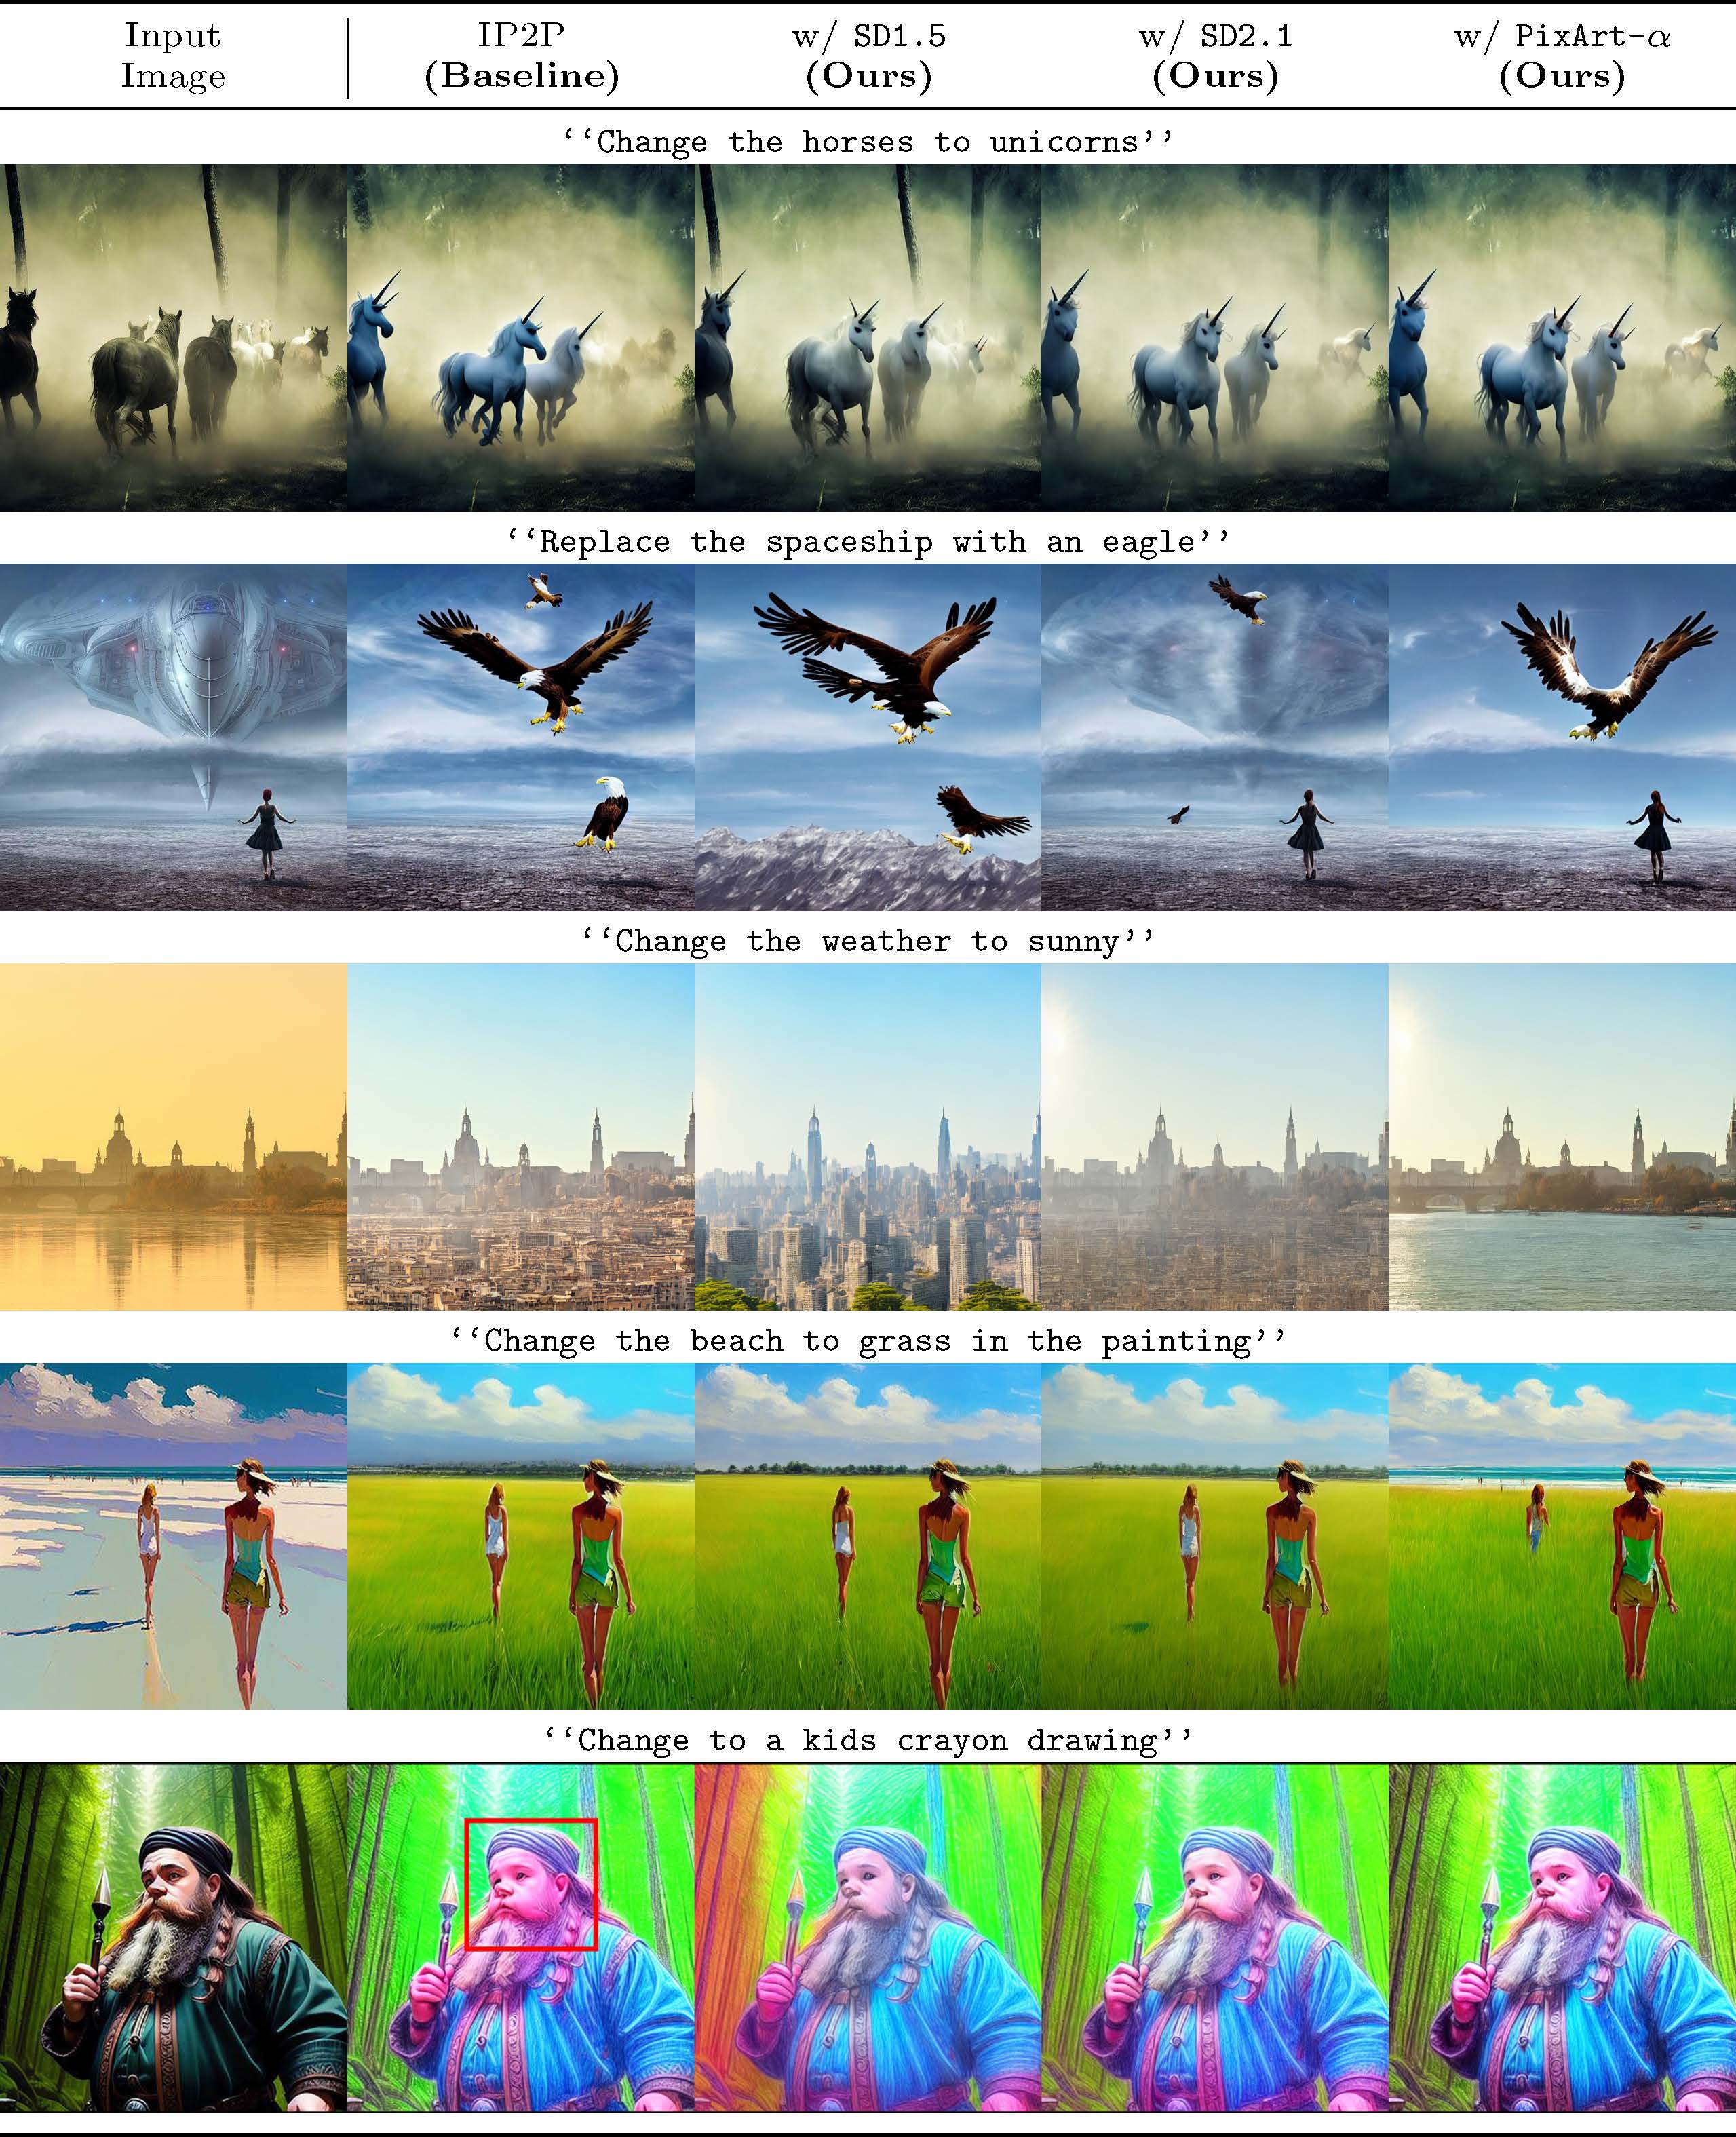 Input Image
IP2P (Baseline)
w/ SD1.5 (Ours)
w/ SD2.1 (Ours)
w/ PixArt-α (Ours)
‘‘Change the horses to unicorns’’
‘‘Replace the spaceship with an eagle’’
‘‘Change the weather to sunny’’
‘‘Change the beach to grass in the painting’’
‘‘Change to a kids crayon drawing’’